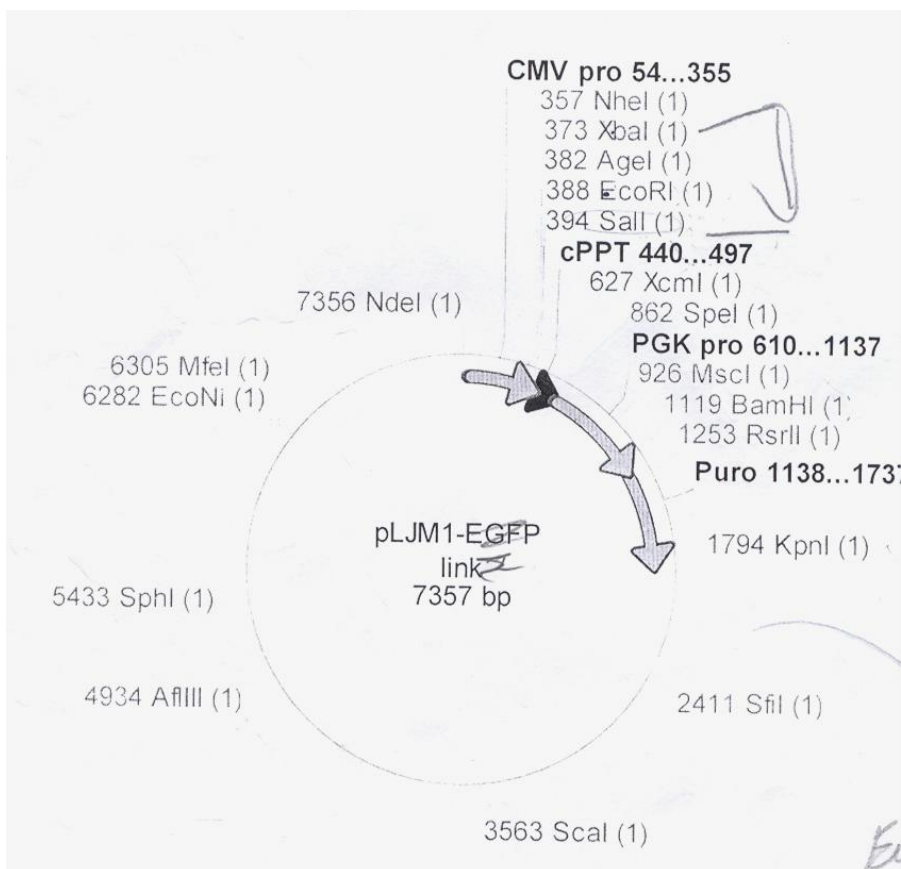 CMV pro 54...355
357 NheI (1)
373 XbaI (1)
382 AgeI (1)
388 EcoRI (1)
394 SalI (1)
cPPT 440...497
627 XcmI (1)
862 SpeI (1)
PGK pro 610...1137
926 MscI (1)
1119 BamHI (1)
1253 RsrII (1)
Puro 1138...1737
1794 KpnI (1)
2411 SfiI (1)
3563 ScaI (1)
4934 AflIII (1)
5433 SphI (1)
6282 EcoNi (1)
6305 MfeI (1)
7356 NdeI (1)
pLJM1-EGFP
link
7357 bp